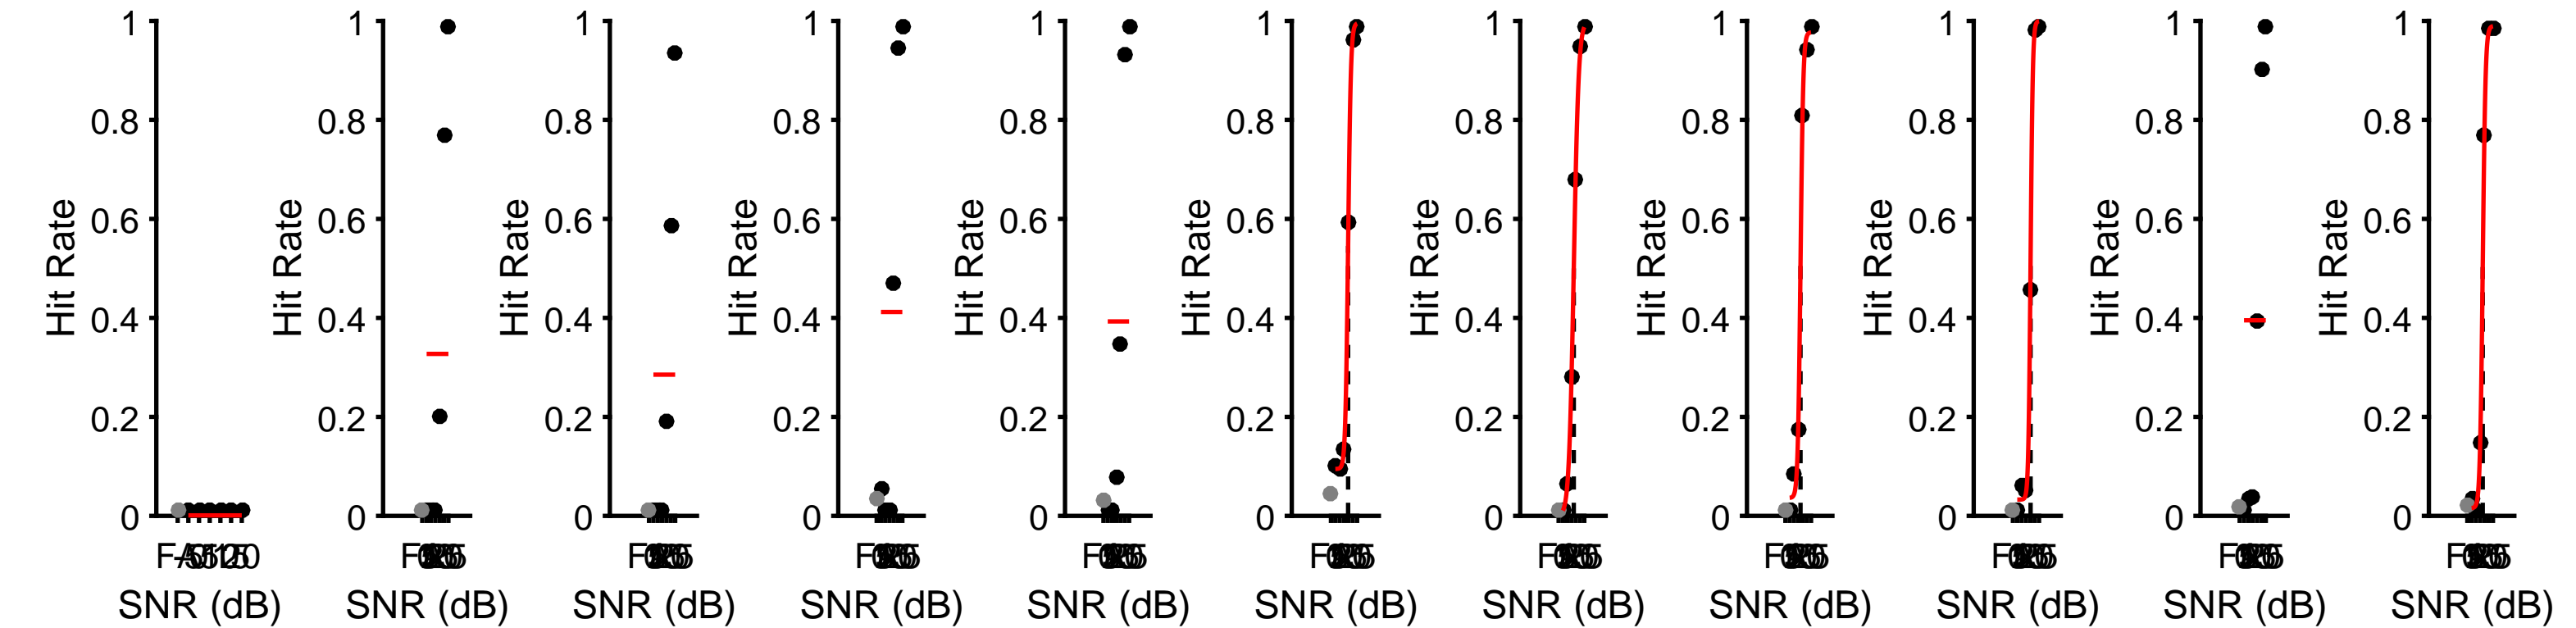 1 1 1 1 1 1 1 1 1 1 1
0.8 0.8 0.8 0.8 0.8 0.8 0.8 0.8 0.8 0.8 0.8
0.6 0.6 0.6 0.6 0.6 0.6 0.6 0.6 0.6 0.6 0.6
Hit Rate Hit Rate Hit Rate Hit Rate Hit Rate Hit Rate Hit Rate Hit Rate Hit Rate Hit Rate Hit Rate
0.4 0.4 0.4 0.4 0.4 0.4 0.4 0.4 0.4 0.4 0.4
0.2 0.2 0.2 0.2 0.2 0.2 0.2 0.2 0.2 0.2 0.2
0 0 0 0 0 0 0 0 0 0 0
SNR (dB) SNR (dB) SNR (dB) SNR (dB) SNR (dB) SNR (dB) SNR (dB) SNR (dB) SNR (dB) SNR (dB) SNR (dB)